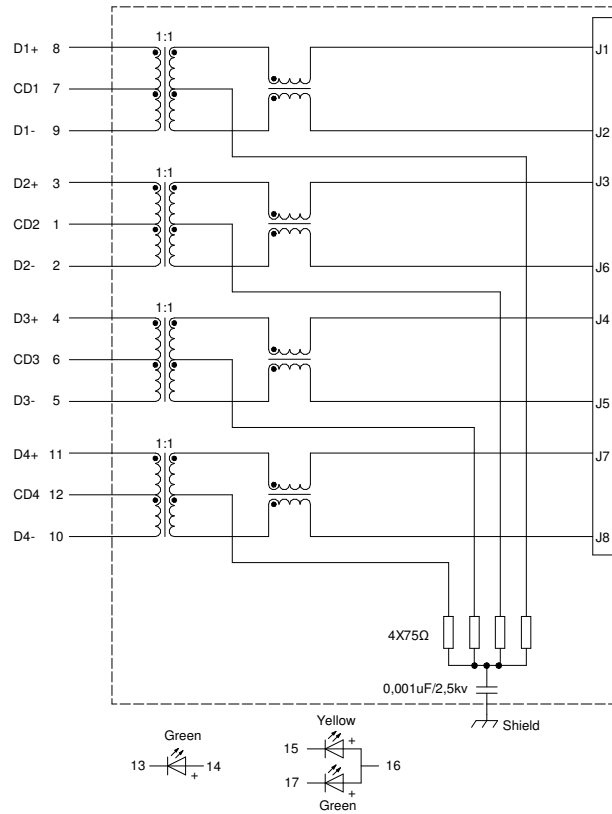 1:1
D1+ 8 J1
CD1 7
D1- 9 J2
1:1
D2+ 3 J3
CD2 1
D2- 2 J6
1:1
D3+ 4 J4
CD3 6
D3- 5 J5
1:1
D4+ 11 J7
CD4 12
D4- 10 J8
4X75Ω
0,001uF/2,5kv
Shield
Green
13 14
+
Yellow
15 +
16
17 +
Green